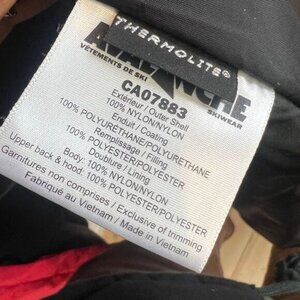 THERMOLITE®
AVALANCHE
VÊTEMENTS DE SKI SKIWEAR
CA07883
Extérieur / Outer Shell
100% NYLON/NYLON
Enduit / Coating
100% POLYURETHANE/POLYURETHANE
Remplissage / Filling
100% POLYESTER/POLYESTER
Doublure / Lining
Body: 100% NYLON/NYLON
Upper back & hood: 100% POLYESTER/POLYESTER
Garnitures non comprises / Exclusive of trimming
Fabriqué au Vietnam / Made in Vietnam